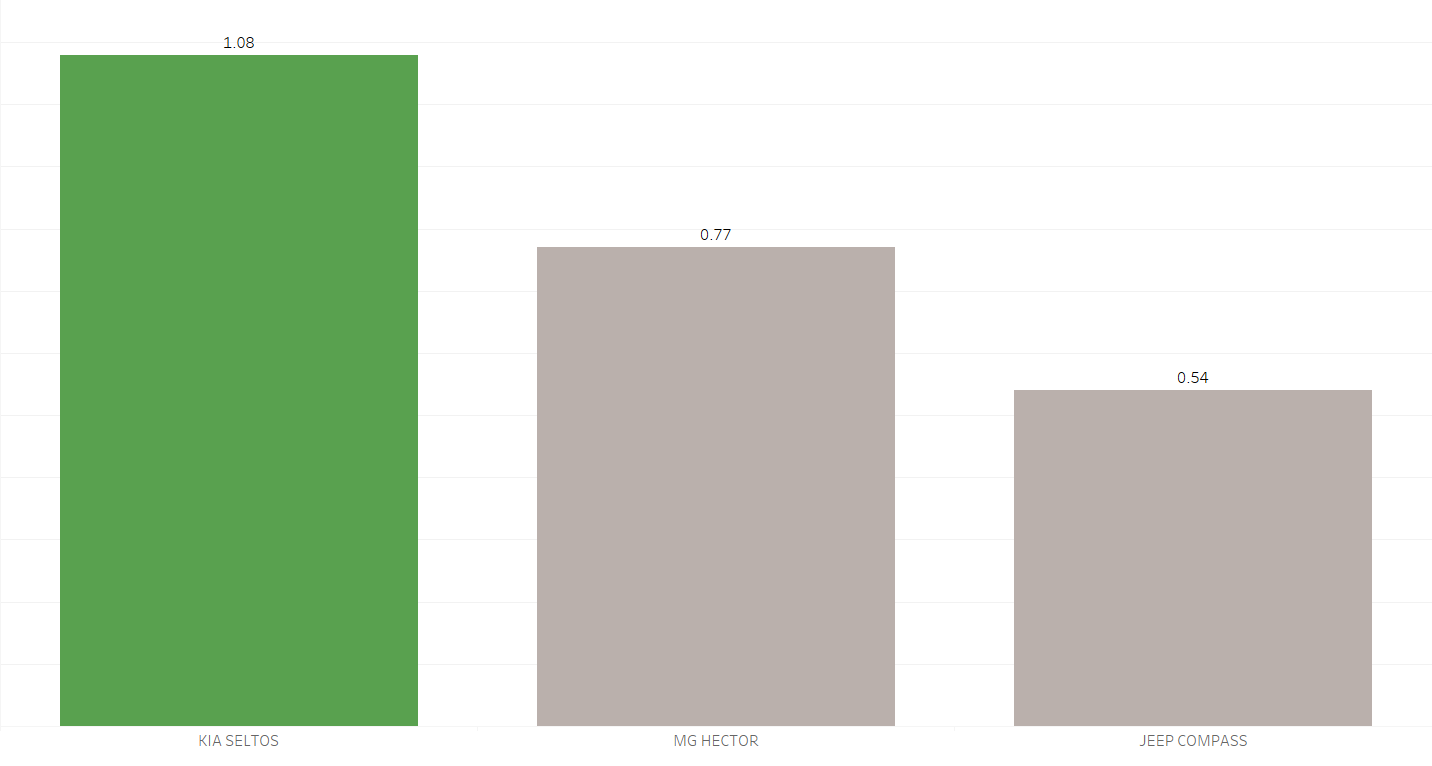 1.08
0.77
0.54
KIA SELTOS
MG HECTOR
JEEP COMPASS